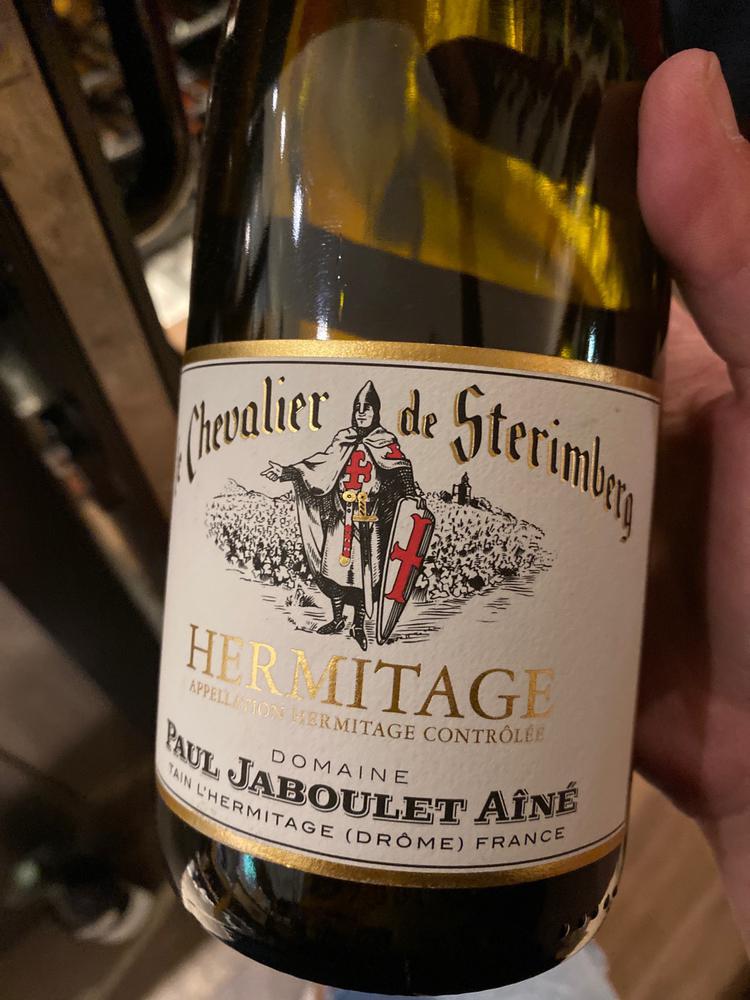 Chevalier de Sterimberg
HERMITAGE
APPELLATION HERMITAGE CONTRÔLÉE
DOMAINE
PAUL JABOULET AÎNÉ
TAIN L'HERMITAGE (DRÔME) FRANCE